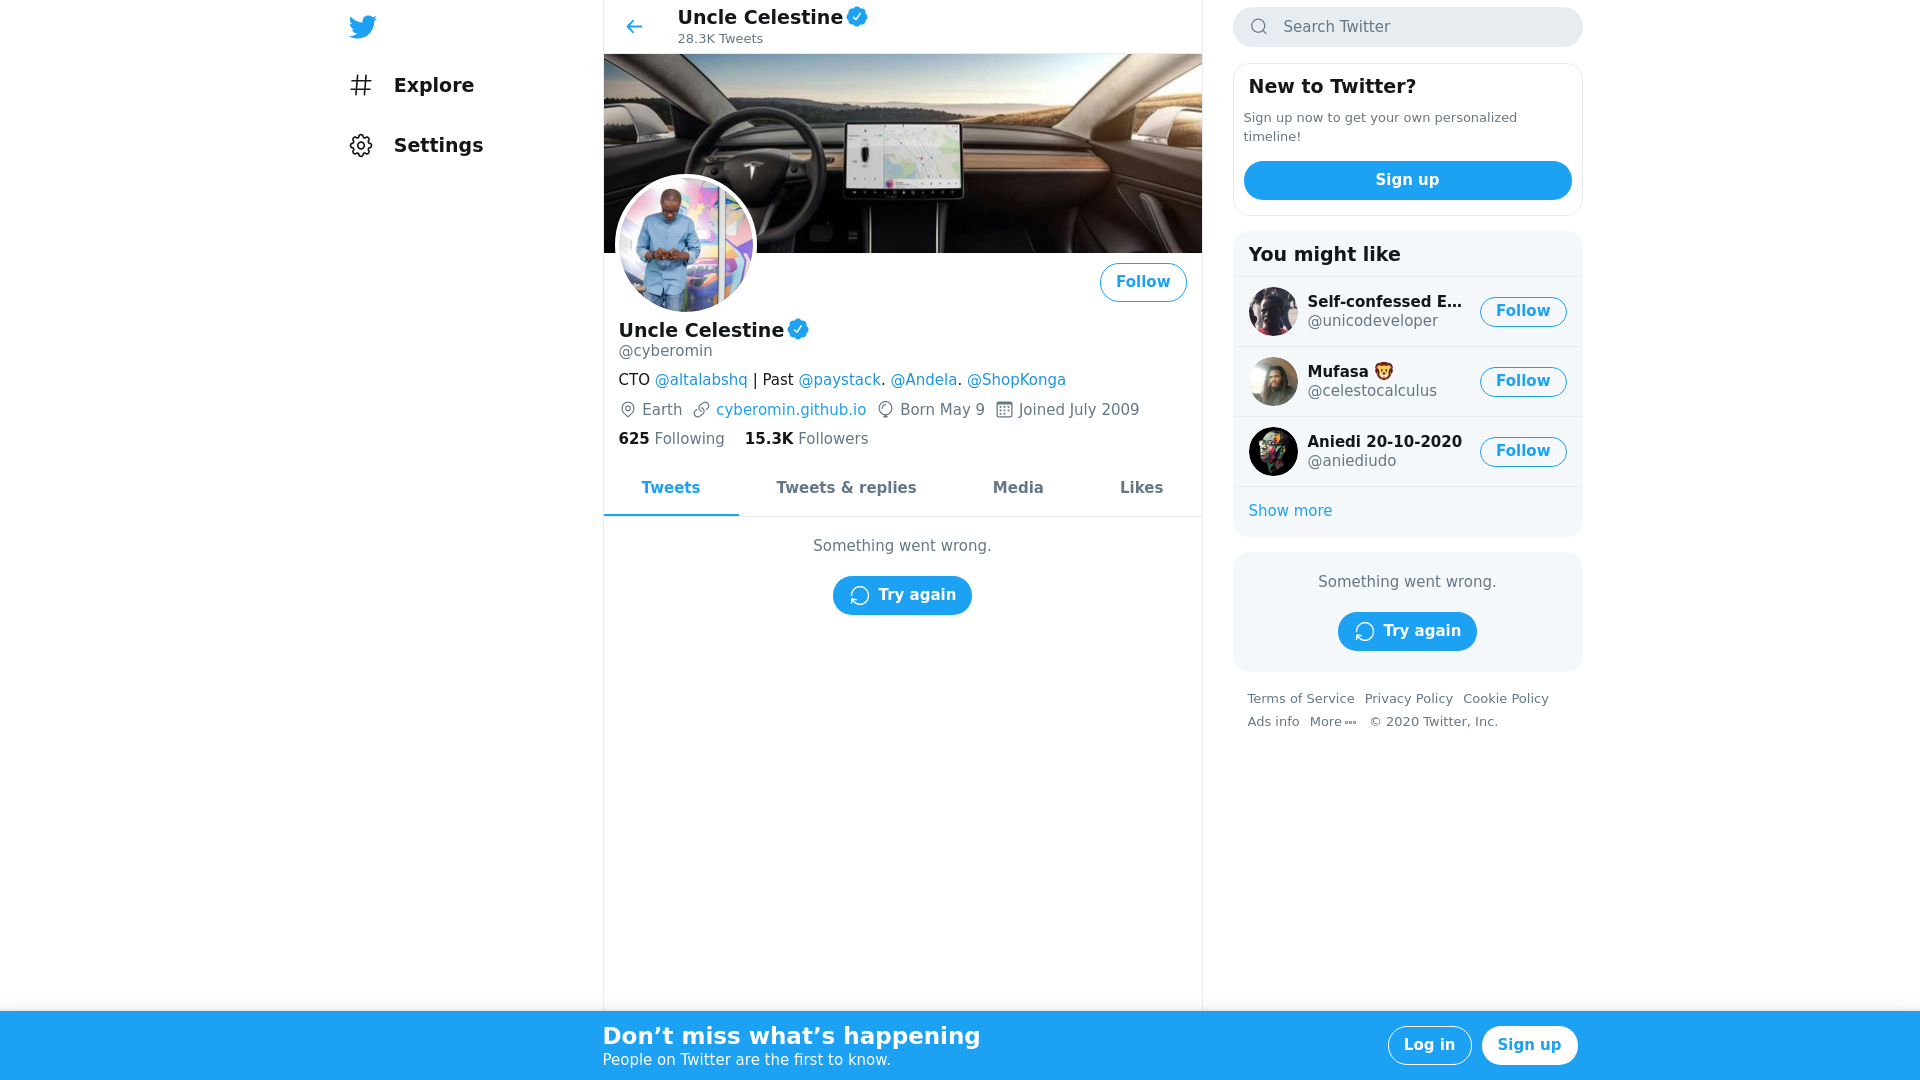 Explore
Settings
Uncle Celestine
28.3K Tweets
Follow
Uncle Celestine
@cyberomin
CTO @altalabshq | Past @paystack. @Andela. @ShopKonga
Earth cyberomin.github.io Born May 9 Joined July 2009
625 Following 15.3K Followers
Tweets Tweets & replies Media Likes
Something went wrong.
Try again
Search Twitter
New to Twitter?
Sign up now to get your own personalized
timeline!
Sign up
You might like
Self-confessed E…
@unicodeveloper
Follow
Mufasa 🦁
@celestocalculus
Follow
Aniedi 20-10-2020
@aniediudo
Follow
Show more
Something went wrong.
Try again
Terms of Service Privacy Policy Cookie Policy
Ads info More © 2020 Twitter, Inc.
Don’t miss what’s happening
People on Twitter are the first to know.
Log in Sign up